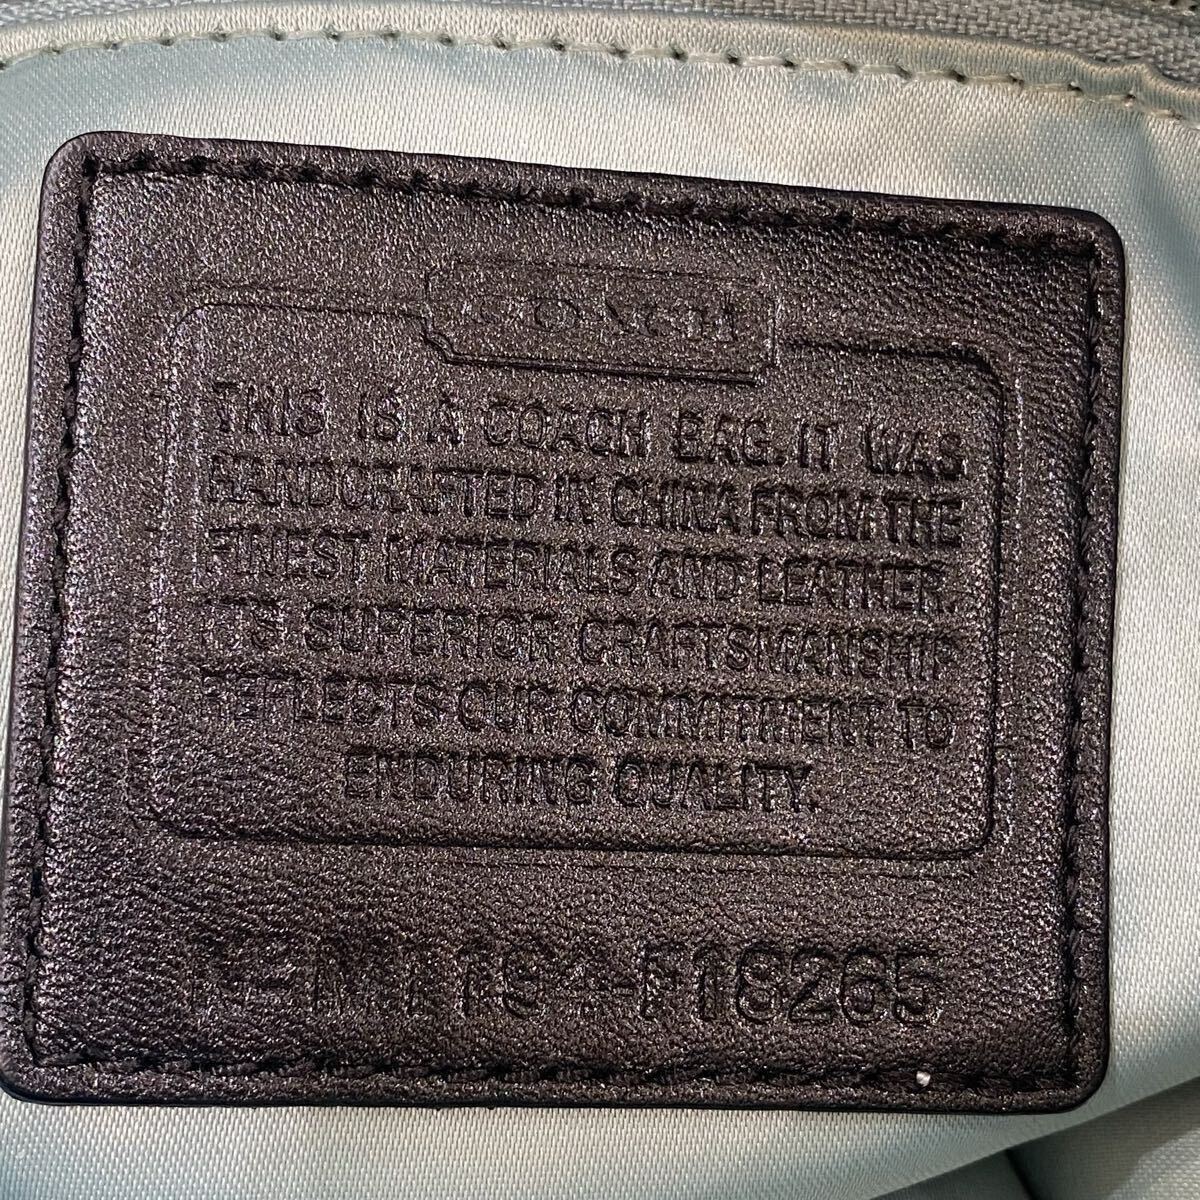 COACH
THIS IS A COACH BAG. IT WAS
HANDCRAFTED IN CHINA FROM THE
FINEST MATERIALS AND LEATHER.
ITS SUPERIOR CRAFTSMANSHIP
REFLECTS OUR COMMITMENT TO
ENDURING QUALITY.
F18265